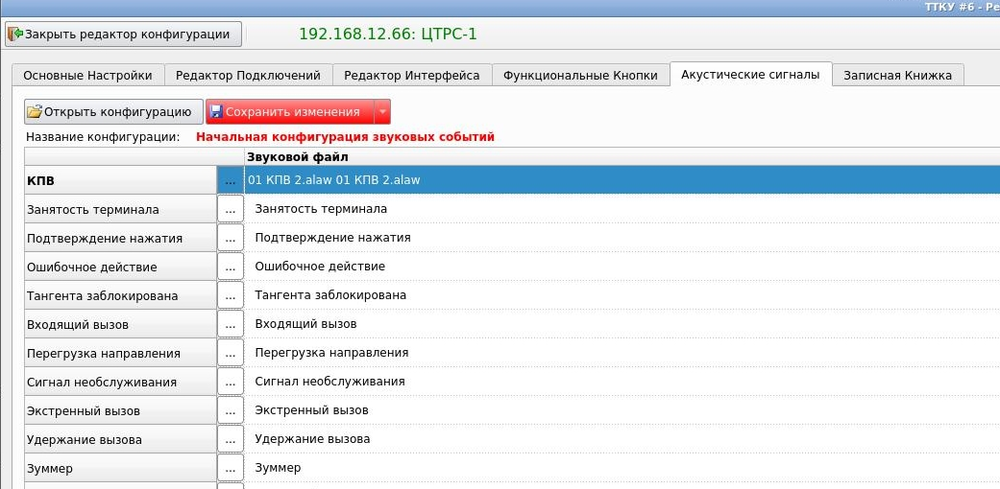 ТТКУ #6 - Ре
Закрыть редактор конфигурации 192.168.12.66: ЦТРС-1
Основные Настройки Редактор Подключений Редактор Интерфейса Функциональные Кнопки Акустические сигналы Записная Книжка
Открыть конфигурацию Сохранить изменения
Название конфигурации: Начальная конфигурация звуковых событий
Звуковой файл
КПВ ... 01 КПВ 2.alaw 01 КПВ 2.alaw
Занятость терминала ... Занятость терминала
Подтверждение нажатия ... Подтверждение нажатия
Ошибочное действие ... Ошибочное действие
Тангента заблокирована ... Тангента заблокирована
Входящий вызов ... Входящий вызов
Перегрузка направления ... Перегрузка направления
Сигнал необслуживания ... Сигнал необслуживания
Экстренный вызов ... Экстренный вызов
Удержание вызова ... Удержание вызова
Зуммер ... Зуммер